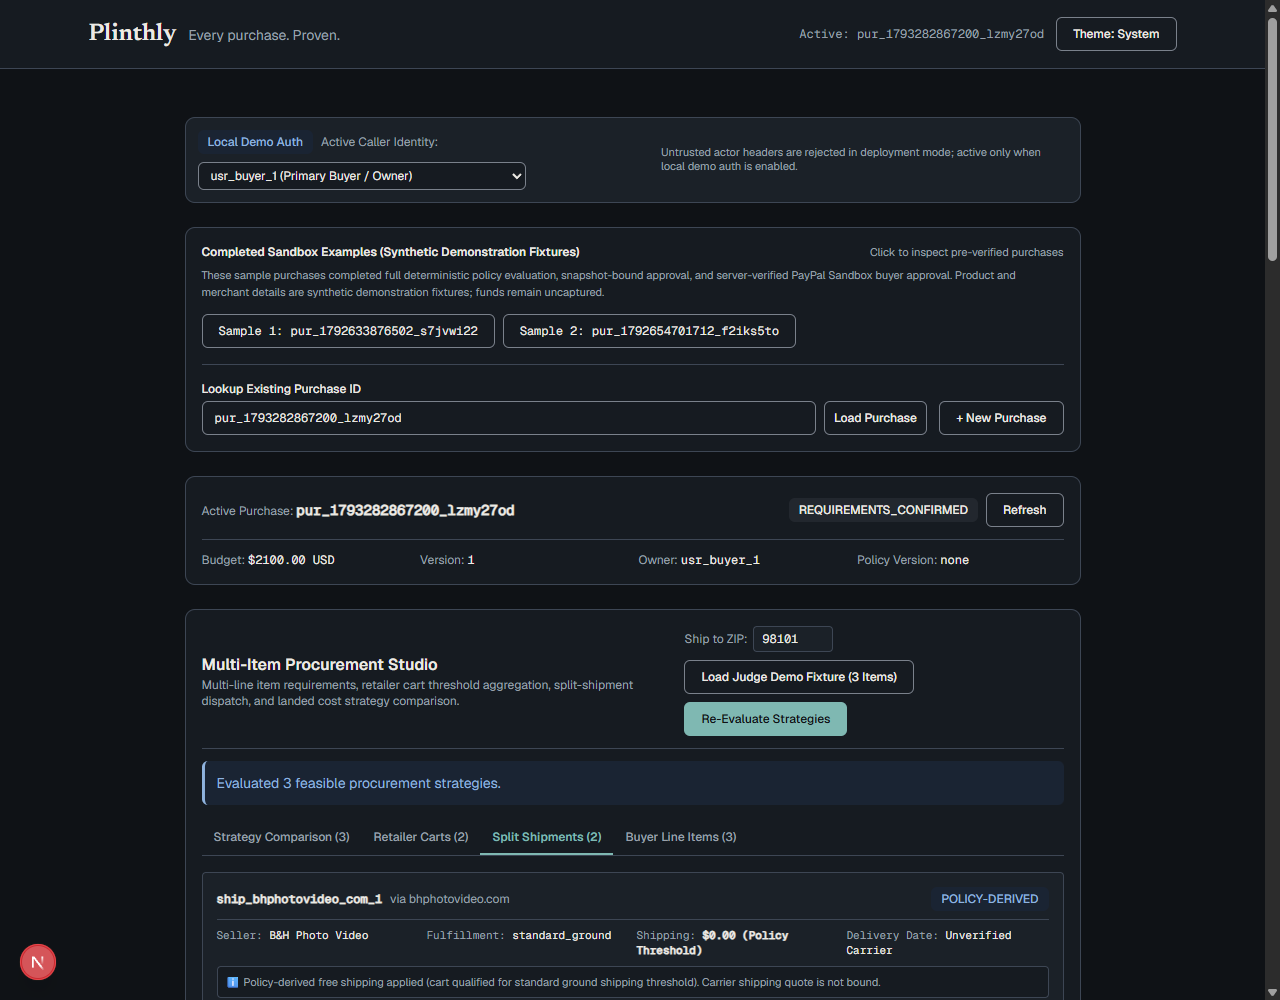 Plinthly Every purchase. Proven.
Active: pur_1793282867200_lzmy27od
Theme: System
Local Demo Auth Active Caller Identity:
usr_buyer_1 (Primary Buyer / Owner)
Untrusted actor headers are rejected in deployment mode; active only when
local demo auth is enabled.
Completed Sandbox Examples (Synthetic Demonstration Fixtures)
Click to inspect pre-verified purchases
These sample purchases completed full deterministic policy evaluation, snapshot-bound approval, and server-verified PayPal Sandbox buyer approval. Product and
merchant details are synthetic demonstration fixtures; funds remain uncaptured.
Sample 1: pur_1792633876502_s7jvwi22
Sample 2: pur_1792654701712_f2iks5to
Lookup Existing Purchase ID
pur_1793282867200_lzmy27od
Load Purchase
+ New Purchase
Active Purchase: pur_1793282867200_lzmy27od
REQUIREMENTS_CONFIRMED
Refresh
Budget: $2100.00 USD
Version: 1
Owner: usr_buyer_1
Policy Version: none
Ship to ZIP: 98101
Multi-Item Procurement Studio
Multi-line item requirements, retailer cart threshold aggregation, split-shipment
dispatch, and landed cost strategy comparison.
Load Judge Demo Fixture (3 Items)
Re-Evaluate Strategies
Evaluated 3 feasible procurement strategies.
Strategy Comparison (3)
Retailer Carts (2)
Split Shipments (2)
Buyer Line Items (3)
ship_bhphotovideo_com_1 via bhphotovideo.com
POLICY-DERIVED
Seller: B&H Photo Video
Fulfillment: standard_ground
Shipping: $0.00 (Policy
Threshold)
Delivery Date: Unverified
Carrier
Policy-derived free shipping applied (cart qualified for standard ground shipping threshold). Carrier shipping quote is not bound.
N